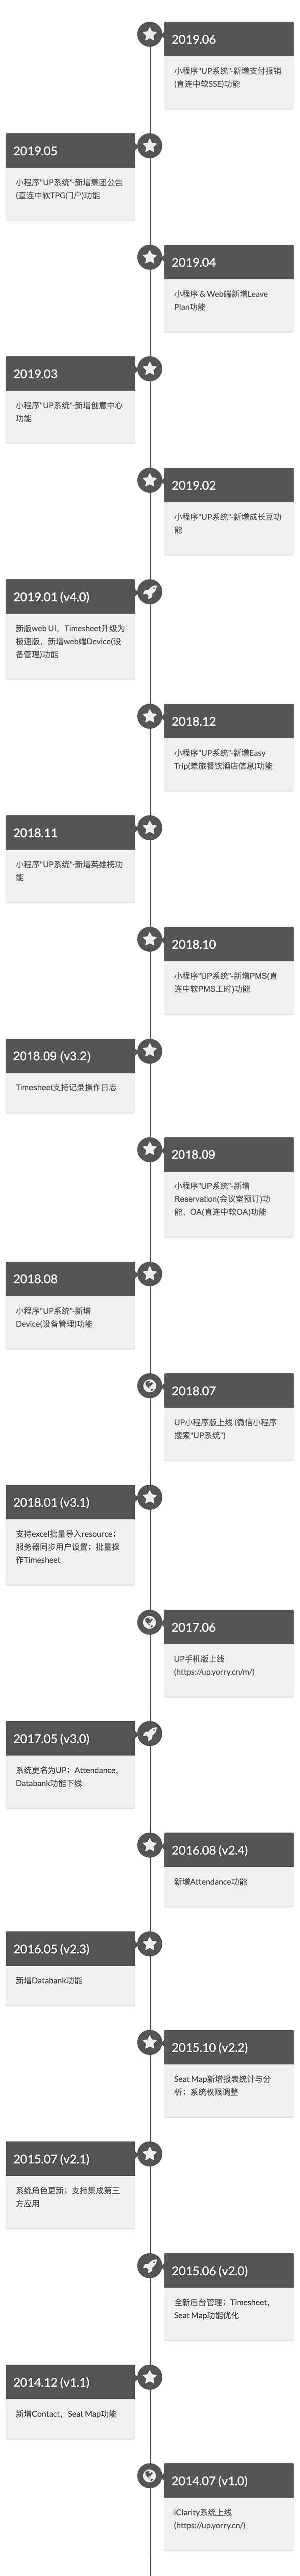 2019.06
小程序"UP系统"-新增支付报销
(直连中软SSE)功能
2019.05
小程序"UP系统"-新增集团公告
(直连中软TPG门户)功能
2019.04
小程序 & Web端新增Leave
Plan功能
2019.03
小程序"UP系统"-新增创意中心
功能
2019.02
小程序"UP系统"-新增成长豆功
能
2019.01 (v4.0)
新版web UI，Timesheet升级为
极速版，新增web端Device(设
备管理)功能
2018.12
小程序"UP系统"-新增Easy
Trip(差旅餐饮酒店信息)功能
2018.11
小程序"UP系统"-新增英雄榜功
能
2018.10
小程序"UP系统"-新增PMS(直
连中软PMS工时)功能
2018.09 (v3.2)
Timesheet支持记录操作日志
2018.09
小程序"UP系统"-新增
Reservation(会议室预订)功
能、OA(直连中软OA)功能
2018.08
小程序"UP系统"-新增
Device(设备管理)功能
2018.07
UP小程序版上线 (微信小程序
搜索"UP系统")
2018.01 (v3.1)
支持excel批量导入resource；
服务器同步用户设置；批量操
作Timesheet
2017.06
UP手机版上线
(https://up.yorry.cn/m/)
2017.05 (v3.0)
系统更名为UP；Attendance，
Databank功能下线
2016.08 (v2.4)
新增Attendance功能
2016.05 (v2.3)
新增Databank功能
2015.10 (v2.2)
Seat Map新增报表统计与分
析；系统权限调整
2015.07 (v2.1)
系统角色更新；支持集成第三
方应用
2015.06 (v2.0)
全新后台管理；Timesheet，
Seat Map功能优化
2014.12 (v1.1)
新增Contact，Seat Map功能
2014.07 (v1.0)
iClarity系统上线
(https://up.yorry.cn/)